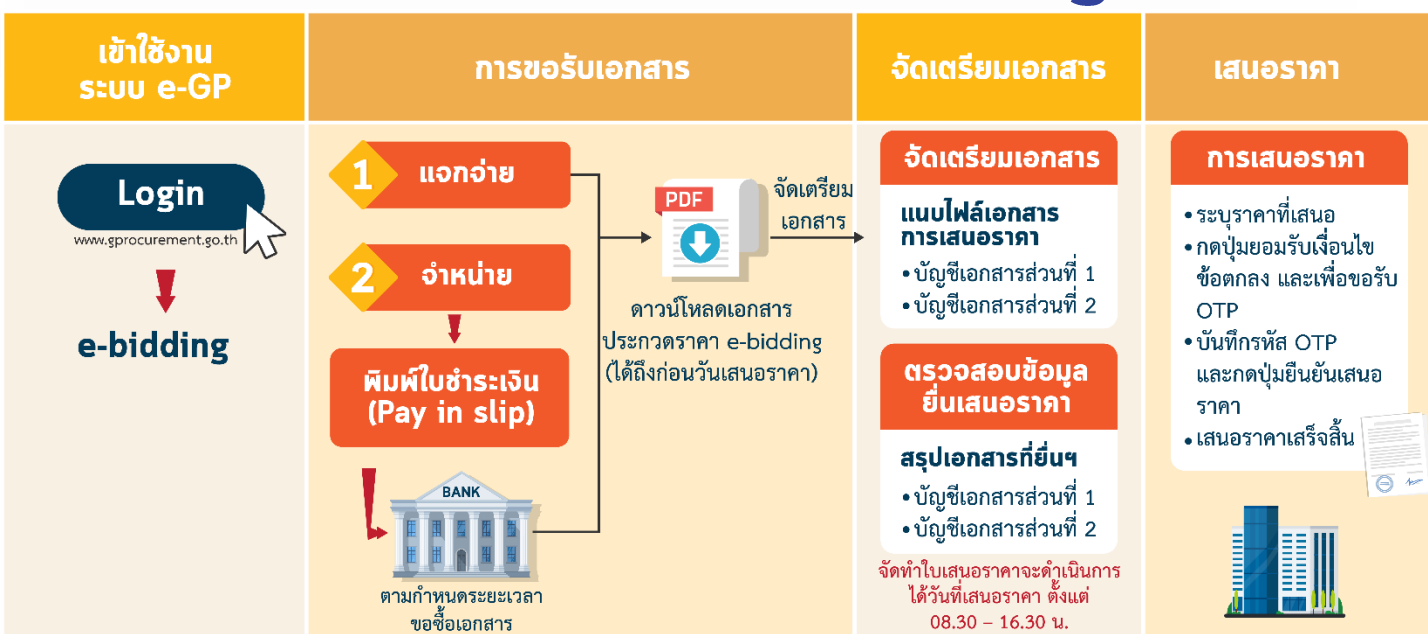 เข้าใช้งาน
ระบบ e-GP
การขอรับเอกสาร
จัดเตรียมเอกสาร
เสนอราคา
Login
www.gprocurement.go.th
e-bidding
1
แจกจ่าย
2
จำหน่าย
พิมพ์ใบชำระเงิน
(Pay in slip)
BANK
ตามกำหนดระยะเวลา
ขอซื้อเอกสาร
PDF
ดาวน์โหลดเอกสาร
ประกวดราคา e-bidding
(ได้ถึงก่อนวันเสนอราคา)
จัดเตรียม
เอกสาร
จัดเตรียมเอกสาร
แนบไฟล์เอกสาร
การเสนอราคา
•บัญชีเอกสารส่วนที่ 1
•บัญชีเอกสารส่วนที่ 2
ตรวจสอบข้อมูล
ยื่นเสนอราคา
สรุปเอกสารที่ยื่นฯ
•บัญชีเอกสารส่วนที่ 1
•บัญชีเอกสารส่วนที่ 2
จัดทำใบเสนอราคาจะดำเนินการ
ได้วันที่เสนอราคา ตั้งแต่
08.30 – 16.30 น.
การเสนอราคา
•ระบุราคาที่เสนอ
•กดปุ่มยอมรับเงื่อนไข
ข้อตกลง และเพื่อขอรับ
OTP
•บันทึกรหัส OTP
และกดปุ่มยืนยันเสนอ
ราคา
•เสนอราคาเสร็จสิ้น